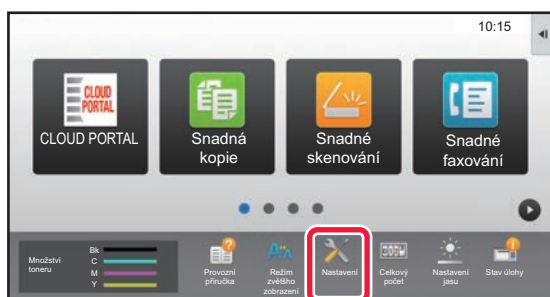 10:15
CLOUD
PORTAL
CLOUD PORTAL
Snadná
kopie
Snadné
skenování
Snadné
faxování
Množství
toneru
Bk
C
M
Y
Provozní
příručka
Režim
zvětšího
zobrazení
Nastavení
Celkový
počet
Nastavení
jasu
Stav úlohy